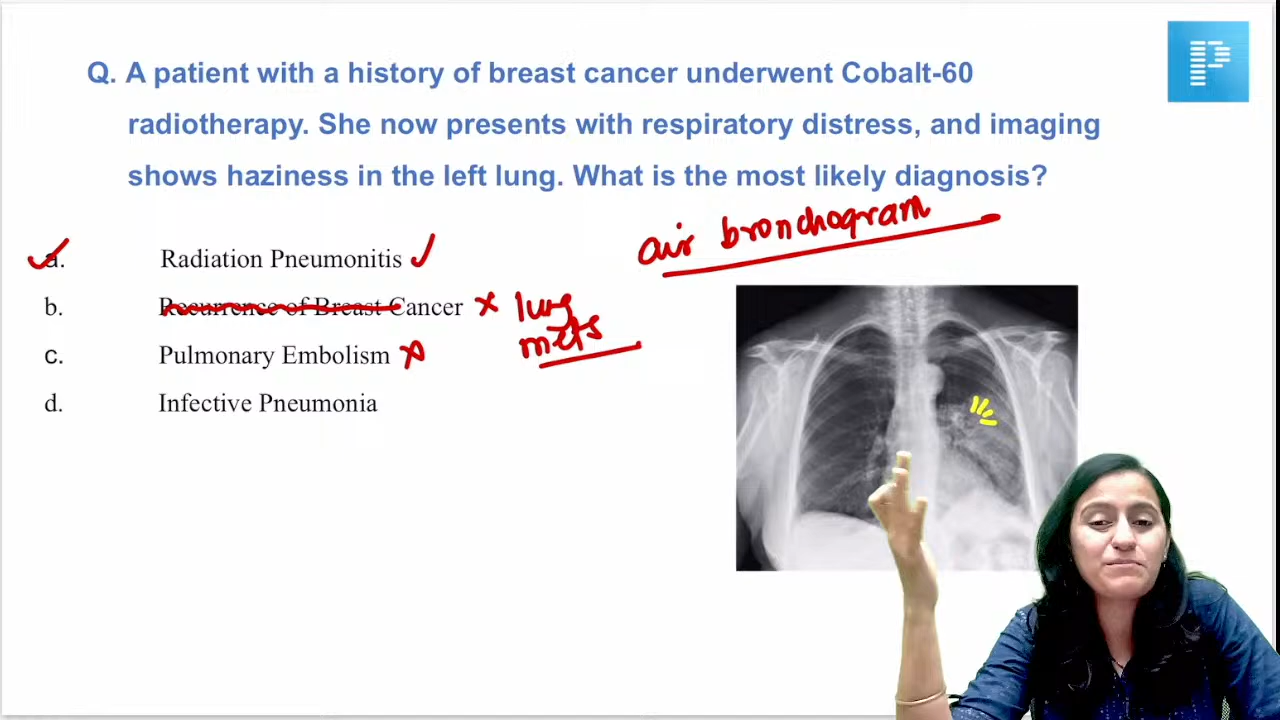 Q. A patient with a history of breast cancer underwent Cobalt-60
radiotherapy. She now presents with respiratory distress, and imaging
shows haziness in the left lung. What is the most likely diagnosis?
air bronchogram
a. Radiation Pneumonitis
b. Recurrence of Breast Cancer lung
mets
c. Pulmonary Embolism
d. Infective Pneumonia